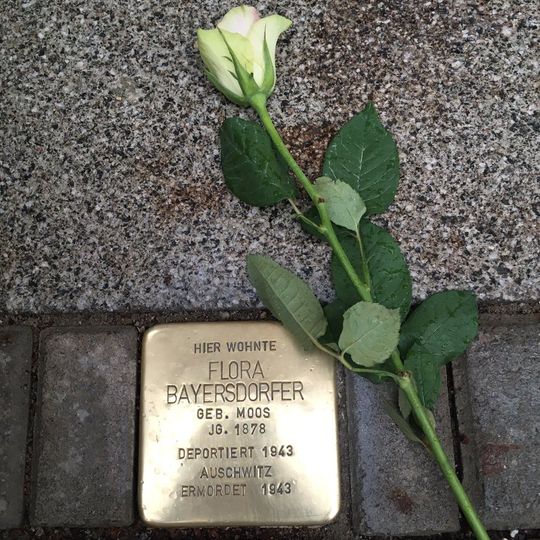 HIER WOHNTE
FLORA
BAYERSDORFER
GEB. MOOS
JG. 1878
DEPORTIERT 1943
AUSCHWITZ
ERMORDET 1943